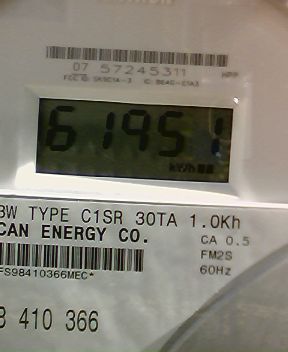 07 57245311
61951
kWh
3W TYPE C1SR 30TA 1.0Kh
CAN ENERGY CO.
CA 0.5
FM2S
60Hz
FS98410366MEC*
8 410 366